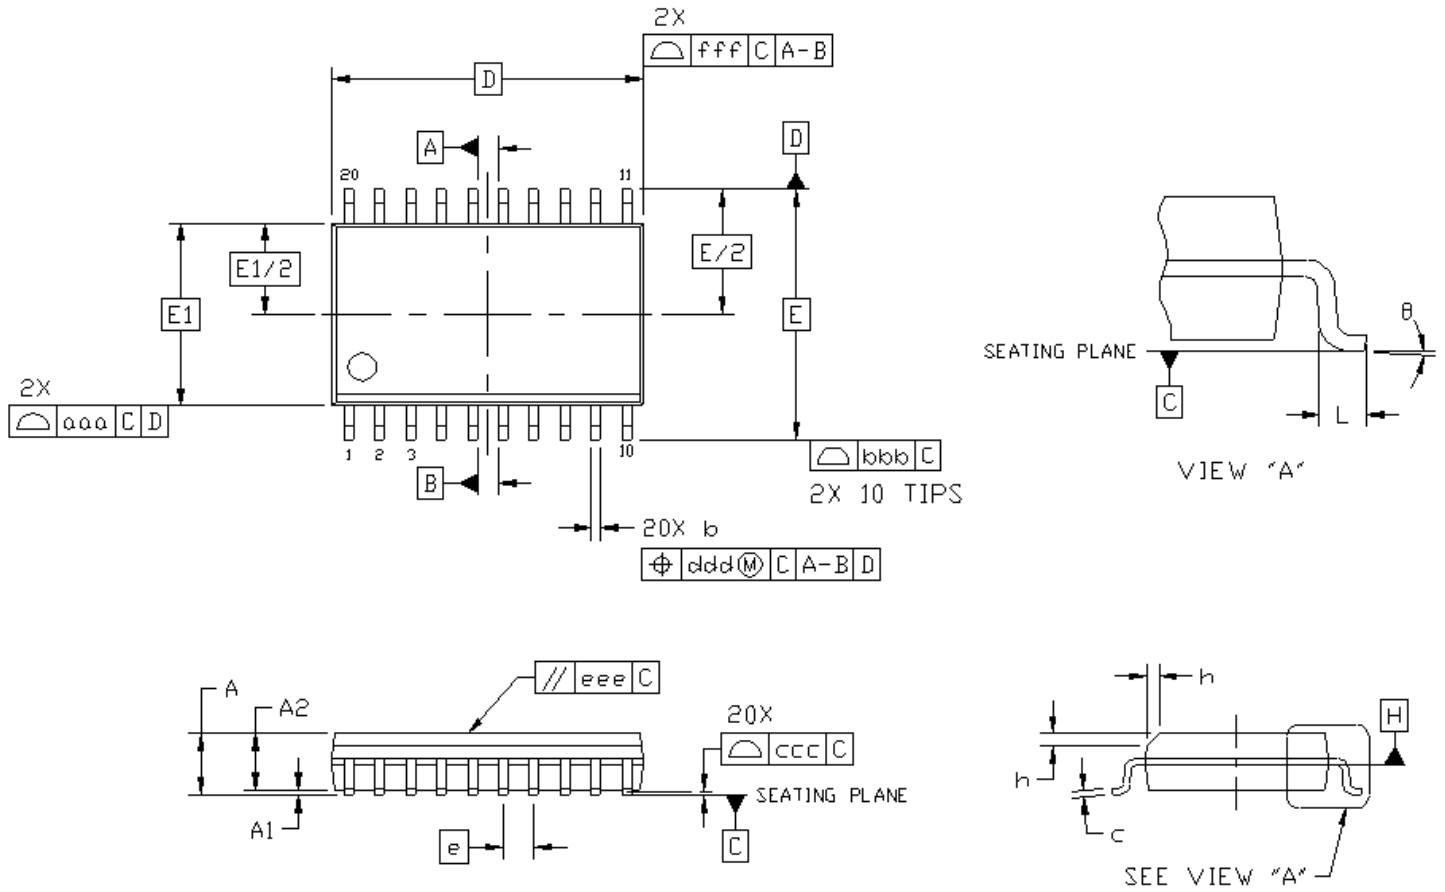 2X
fff C A-B
D
A
D
20
11
E1/2
E/2
E1
E
θ
SEATING PLANE
C
L
VIEW "A"
2X
aaa C D
1 2 3
10
B
bbb C
2X 10 TIPS
20X b
ddd Ⓜ C A-B D
eee C
A
A2
20X
ccc C
A1
SEATING PLANE
e
C
h
H
h
c
SEE VIEW "A"